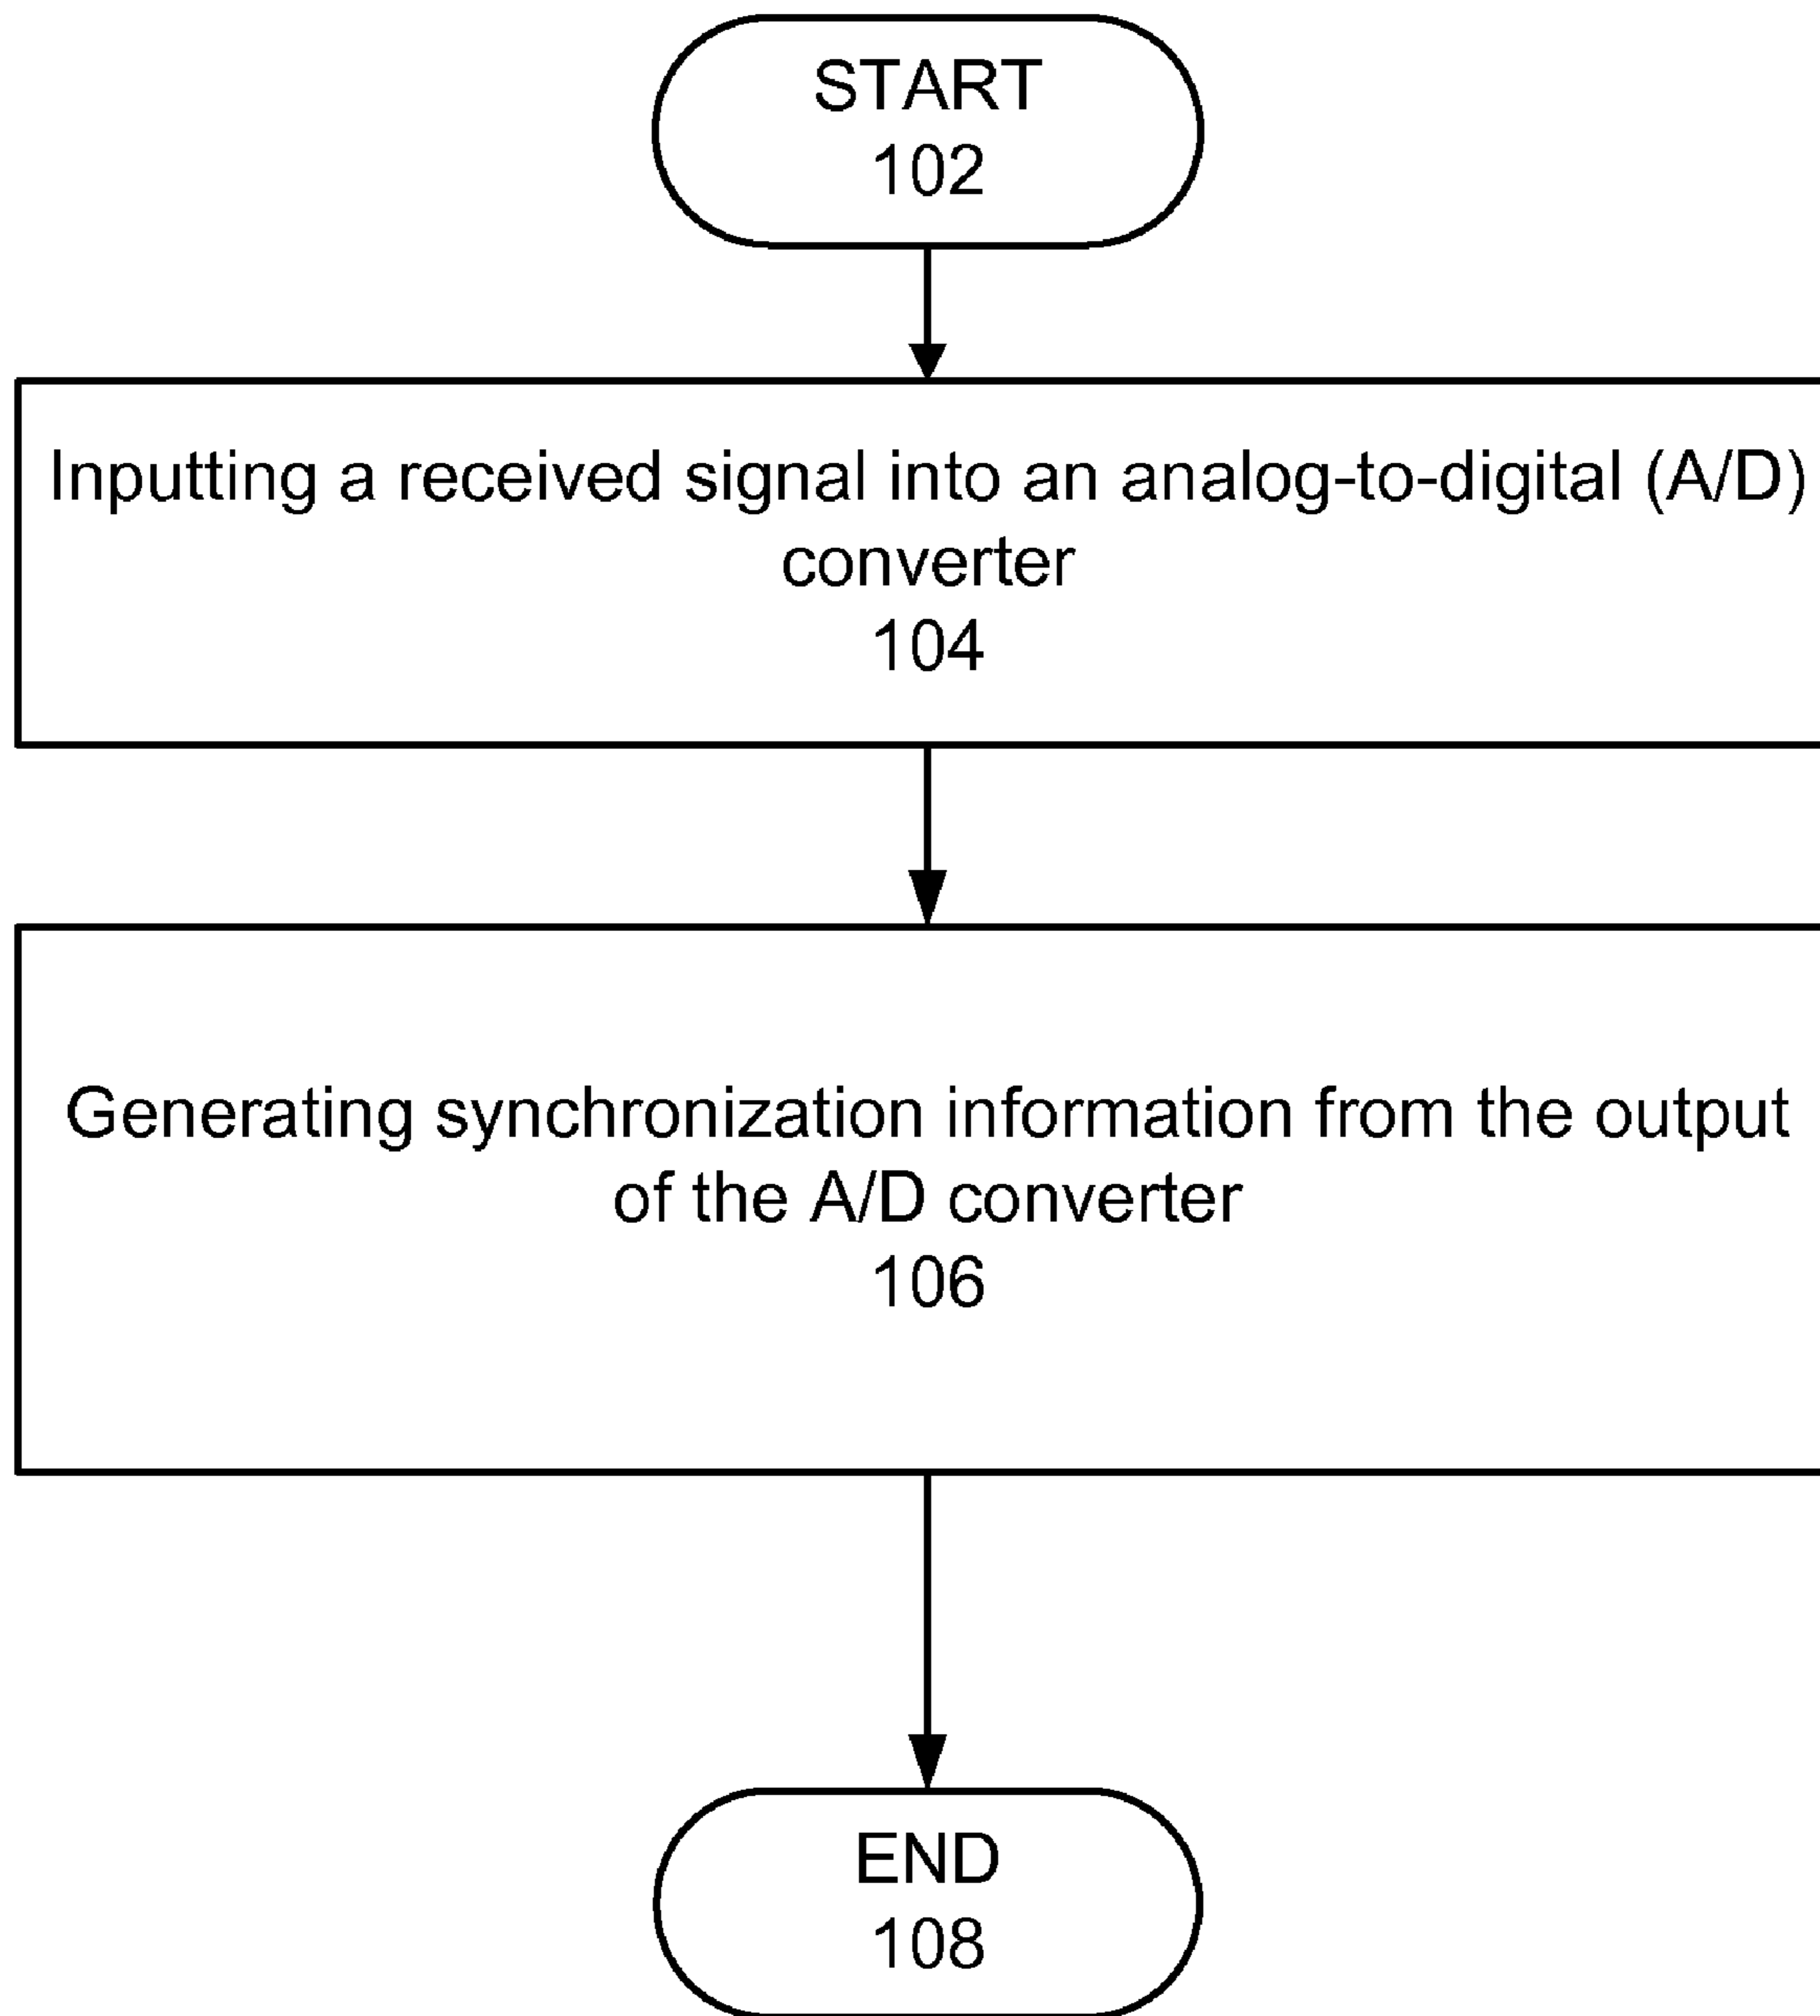 START
102
Inputting a received signal into an analog-to-digital (A/D)
converter
104
Generating synchronization information from the output
of the A/D converter
106
END
108